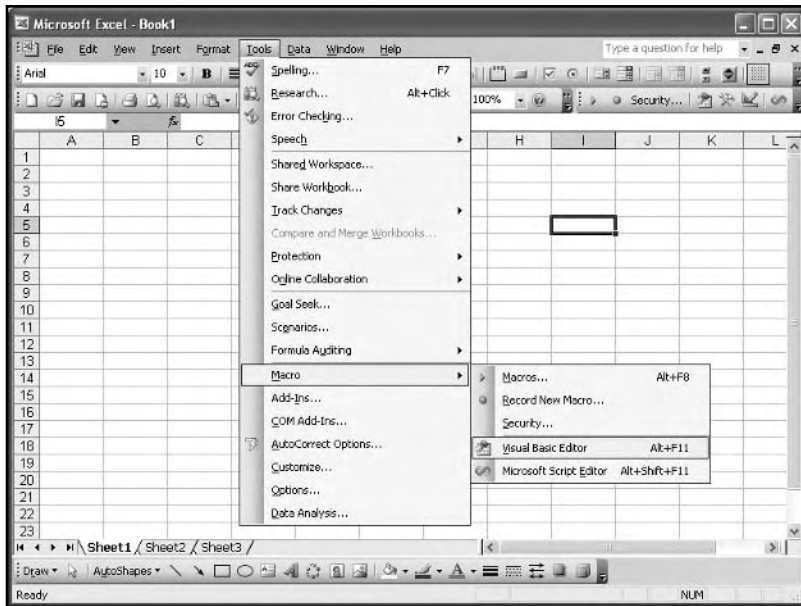 Microsoft Excel - Book1
File Edit View Insert Format Tools Data Window Help
Type a question for help
Arial 10 B
100% Security...
I5 fx
A B C H I J K L
1
2
3
4
5
6
7
8
9
10
11
12
13
14
15
16
17
18
19
20
21
22
23
Spelling... F7
Research... Alt+Click
Error Checking...
Speech
Shared Workspace...
Share Workbook...
Track Changes
Compare and Merge Workbooks...
Protection
Online Collaboration
Goal Seek...
Scenarios...
Formula Auditing
Macro
Add-Ins...
COM Add-Ins...
AutoCorrect Options...
Customize...
Options...
Data Analysis...
Macros... Alt+F8
Record New Macro...
Security...
Visual Basic Editor Alt+F11
Microsoft Script Editor Alt+Shift+F11
Sheet1 / Sheet2 / Sheet3 /
Draw AutoShapes
Ready NUM